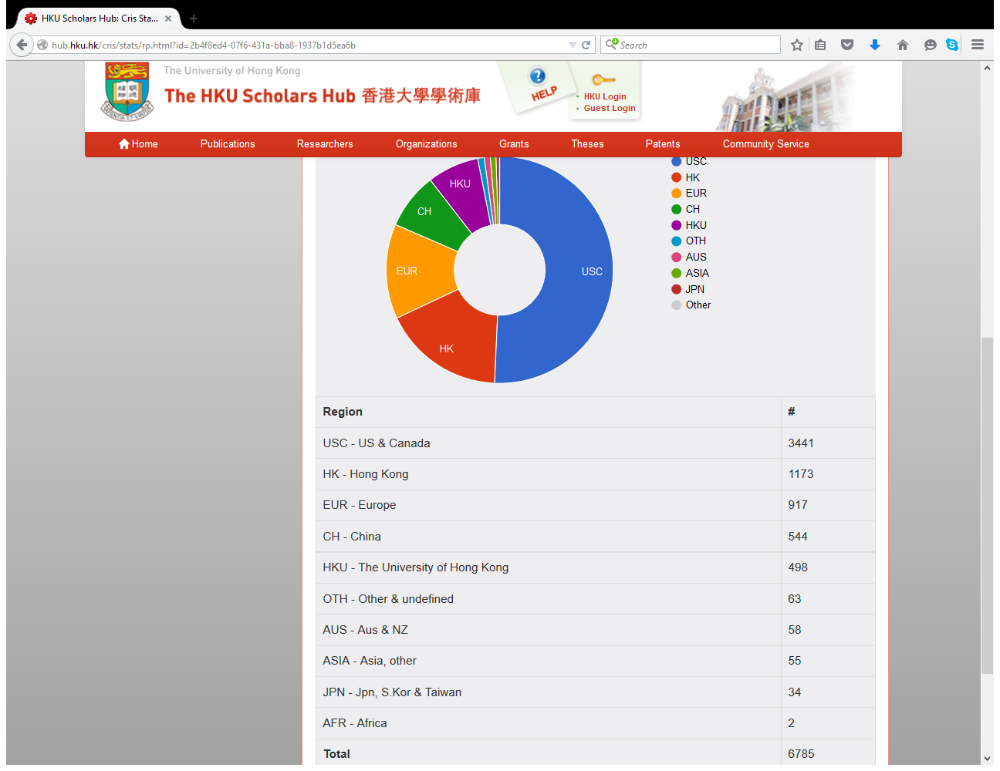 HKU Scholars Hub: Cris Sta...
hub.hku.hk/cris/stats/rp.html?id=2b4f8ed4-07f6-431a-bba8-1937b1d5ea6b
Search
The University of Hong Kong
The HKU Scholars Hub 香港大學學術庫
HELP
HKU Login
Guest Login
Home Publications Researchers Organizations Grants Theses Patents Community Service
HKU
CH
EUR
HK
USC
USC
HK
EUR
CH
HKU
OTH
AUS
ASIA
JPN
Other
Region #
USC - US & Canada 3441
HK - Hong Kong 1173
EUR - Europe 917
CH - China 544
HKU - The University of Hong Kong 498
OTH - Other & undefined 63
AUS - Aus & NZ 58
ASIA - Asia, other 55
JPN - Jpn, S.Kor & Taiwan 34
AFR - Africa 2
Total 6785